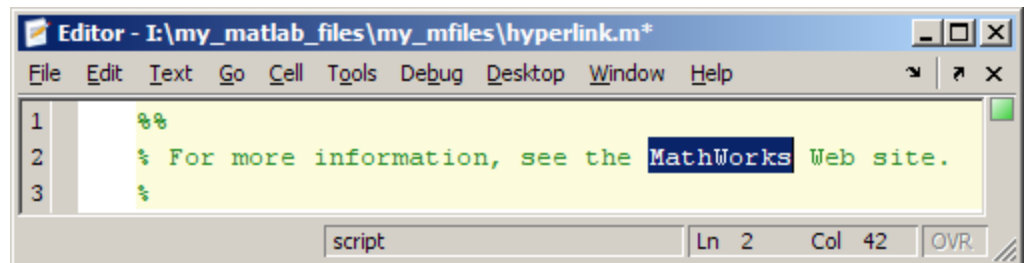 Editor - I:\my_matlab_files\my_mfiles\hyperlink.m*
File Edit Text Go Cell Tools Debug Desktop Window Help
1 %%
2 % For more information, see the MathWorks Web site.
3 %
script Ln 2 Col 42 OVR